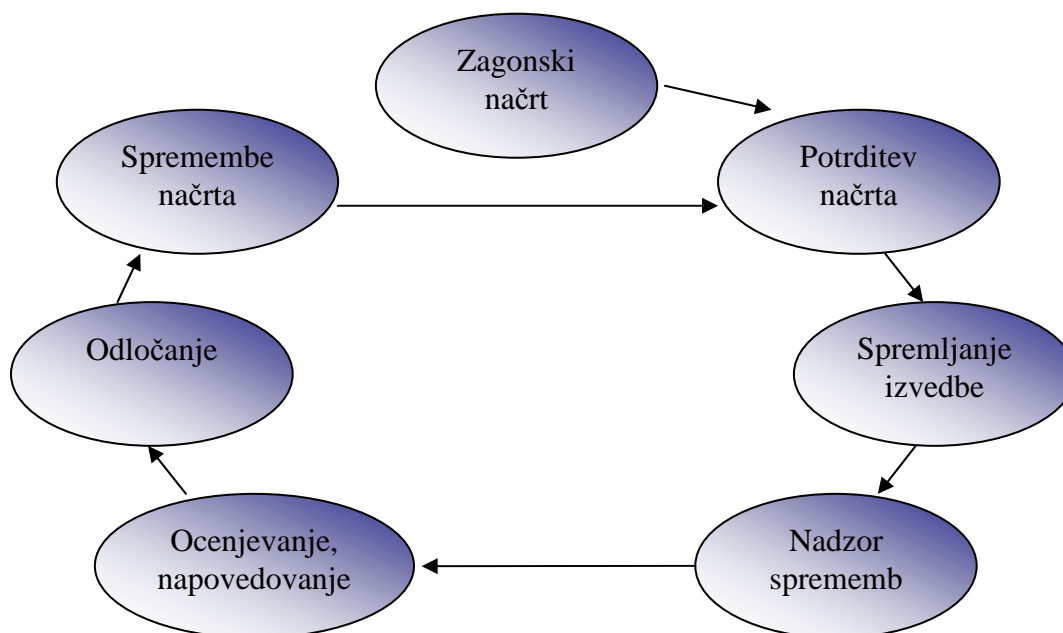 Zagonski
načrt
Potrditev
načrta
Spremljanje
izvedbe
Nadzor
sprememb
Ocenjevanje,
napovedovanje
Odločanje
Spremembe
načrta